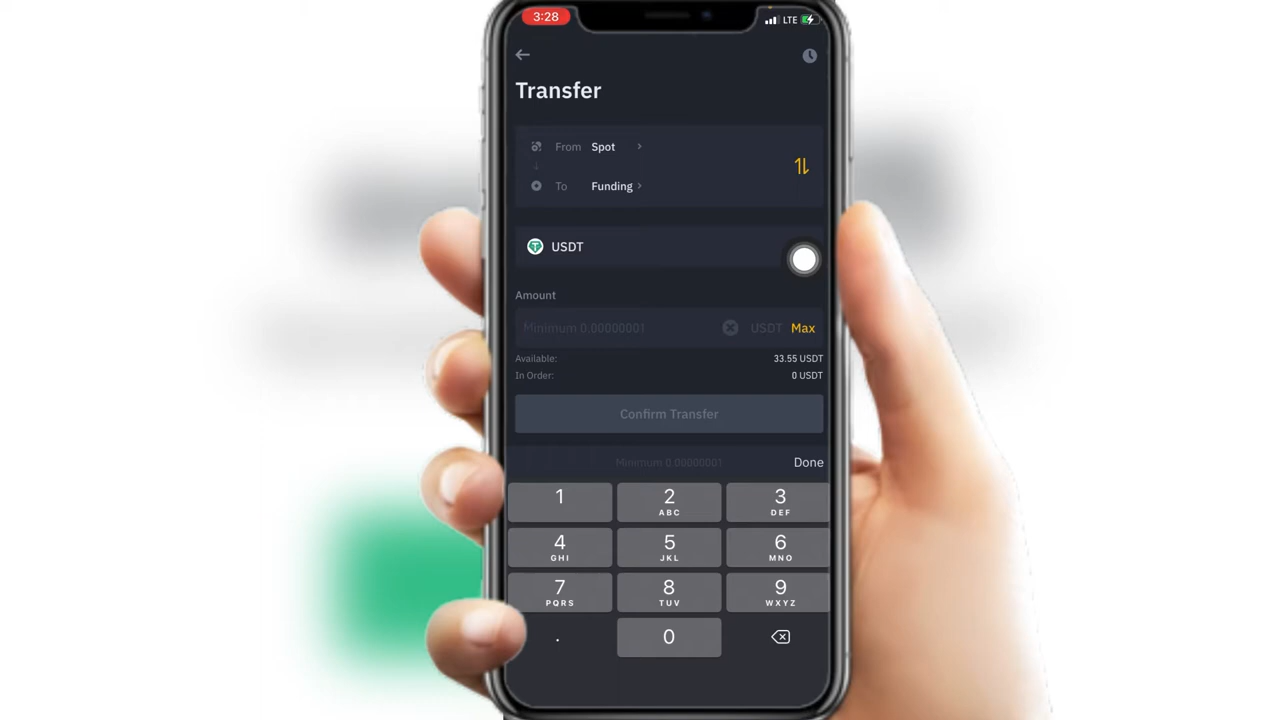 3:28
LTE
Transfer
From Spot
To Funding
USDT
Amount
Minimum 0.00000001 USDT Max
Available: 33.55 USDT
In Order: 0 USDT
Confirm Transfer
Minimum 0.00000001 Done
1 2 3
ABC DEF
4 5 6
GHI JKL MNO
7 8 9
PQRS TUV WXYZ
. 0